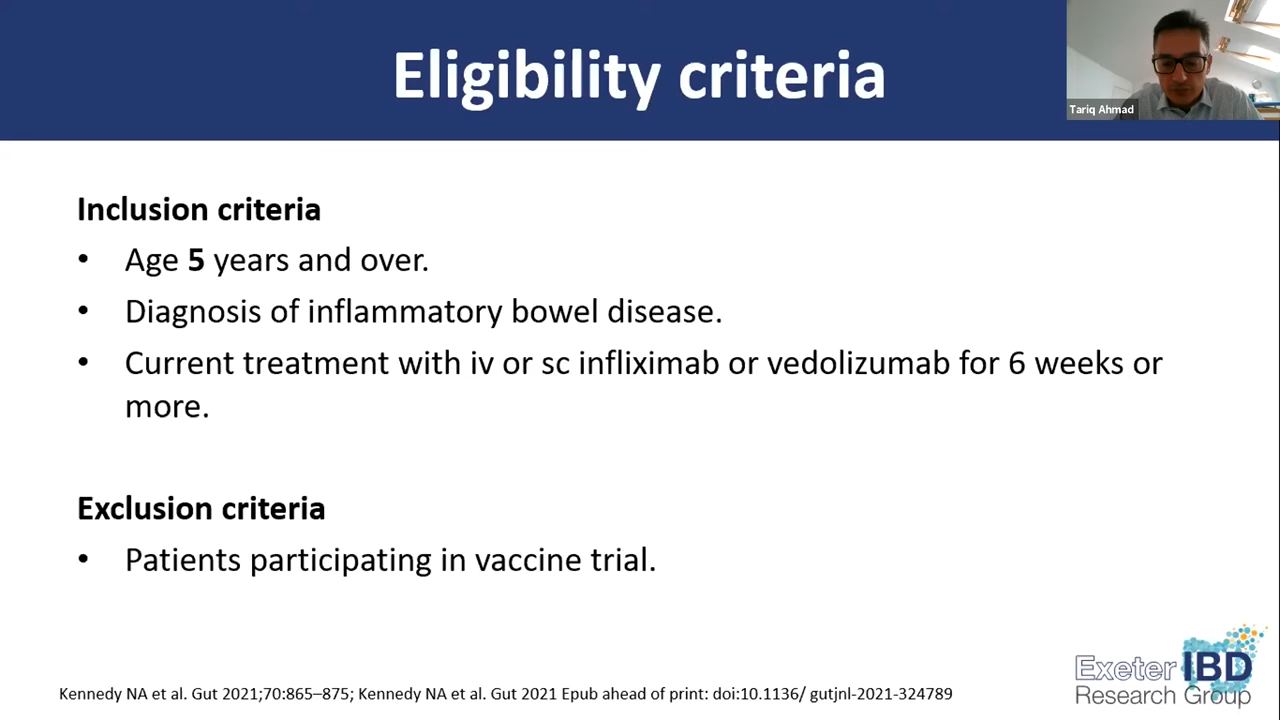 Eligibility criteria
Tariq Ahmad
Inclusion criteria
• Age 5 years and over.
• Diagnosis of inflammatory bowel disease.
• Current treatment with iv or sc infliximab or vedolizumab for 6 weeks or
more.
Exclusion criteria
• Patients participating in vaccine trial.
Kennedy NA et al. Gut 2021;70:865–875; Kennedy NA et al. Gut 2021 Epub ahead of print: doi:10.1136/ gutjnl-2021-324789
Exeter IBD
Research Group